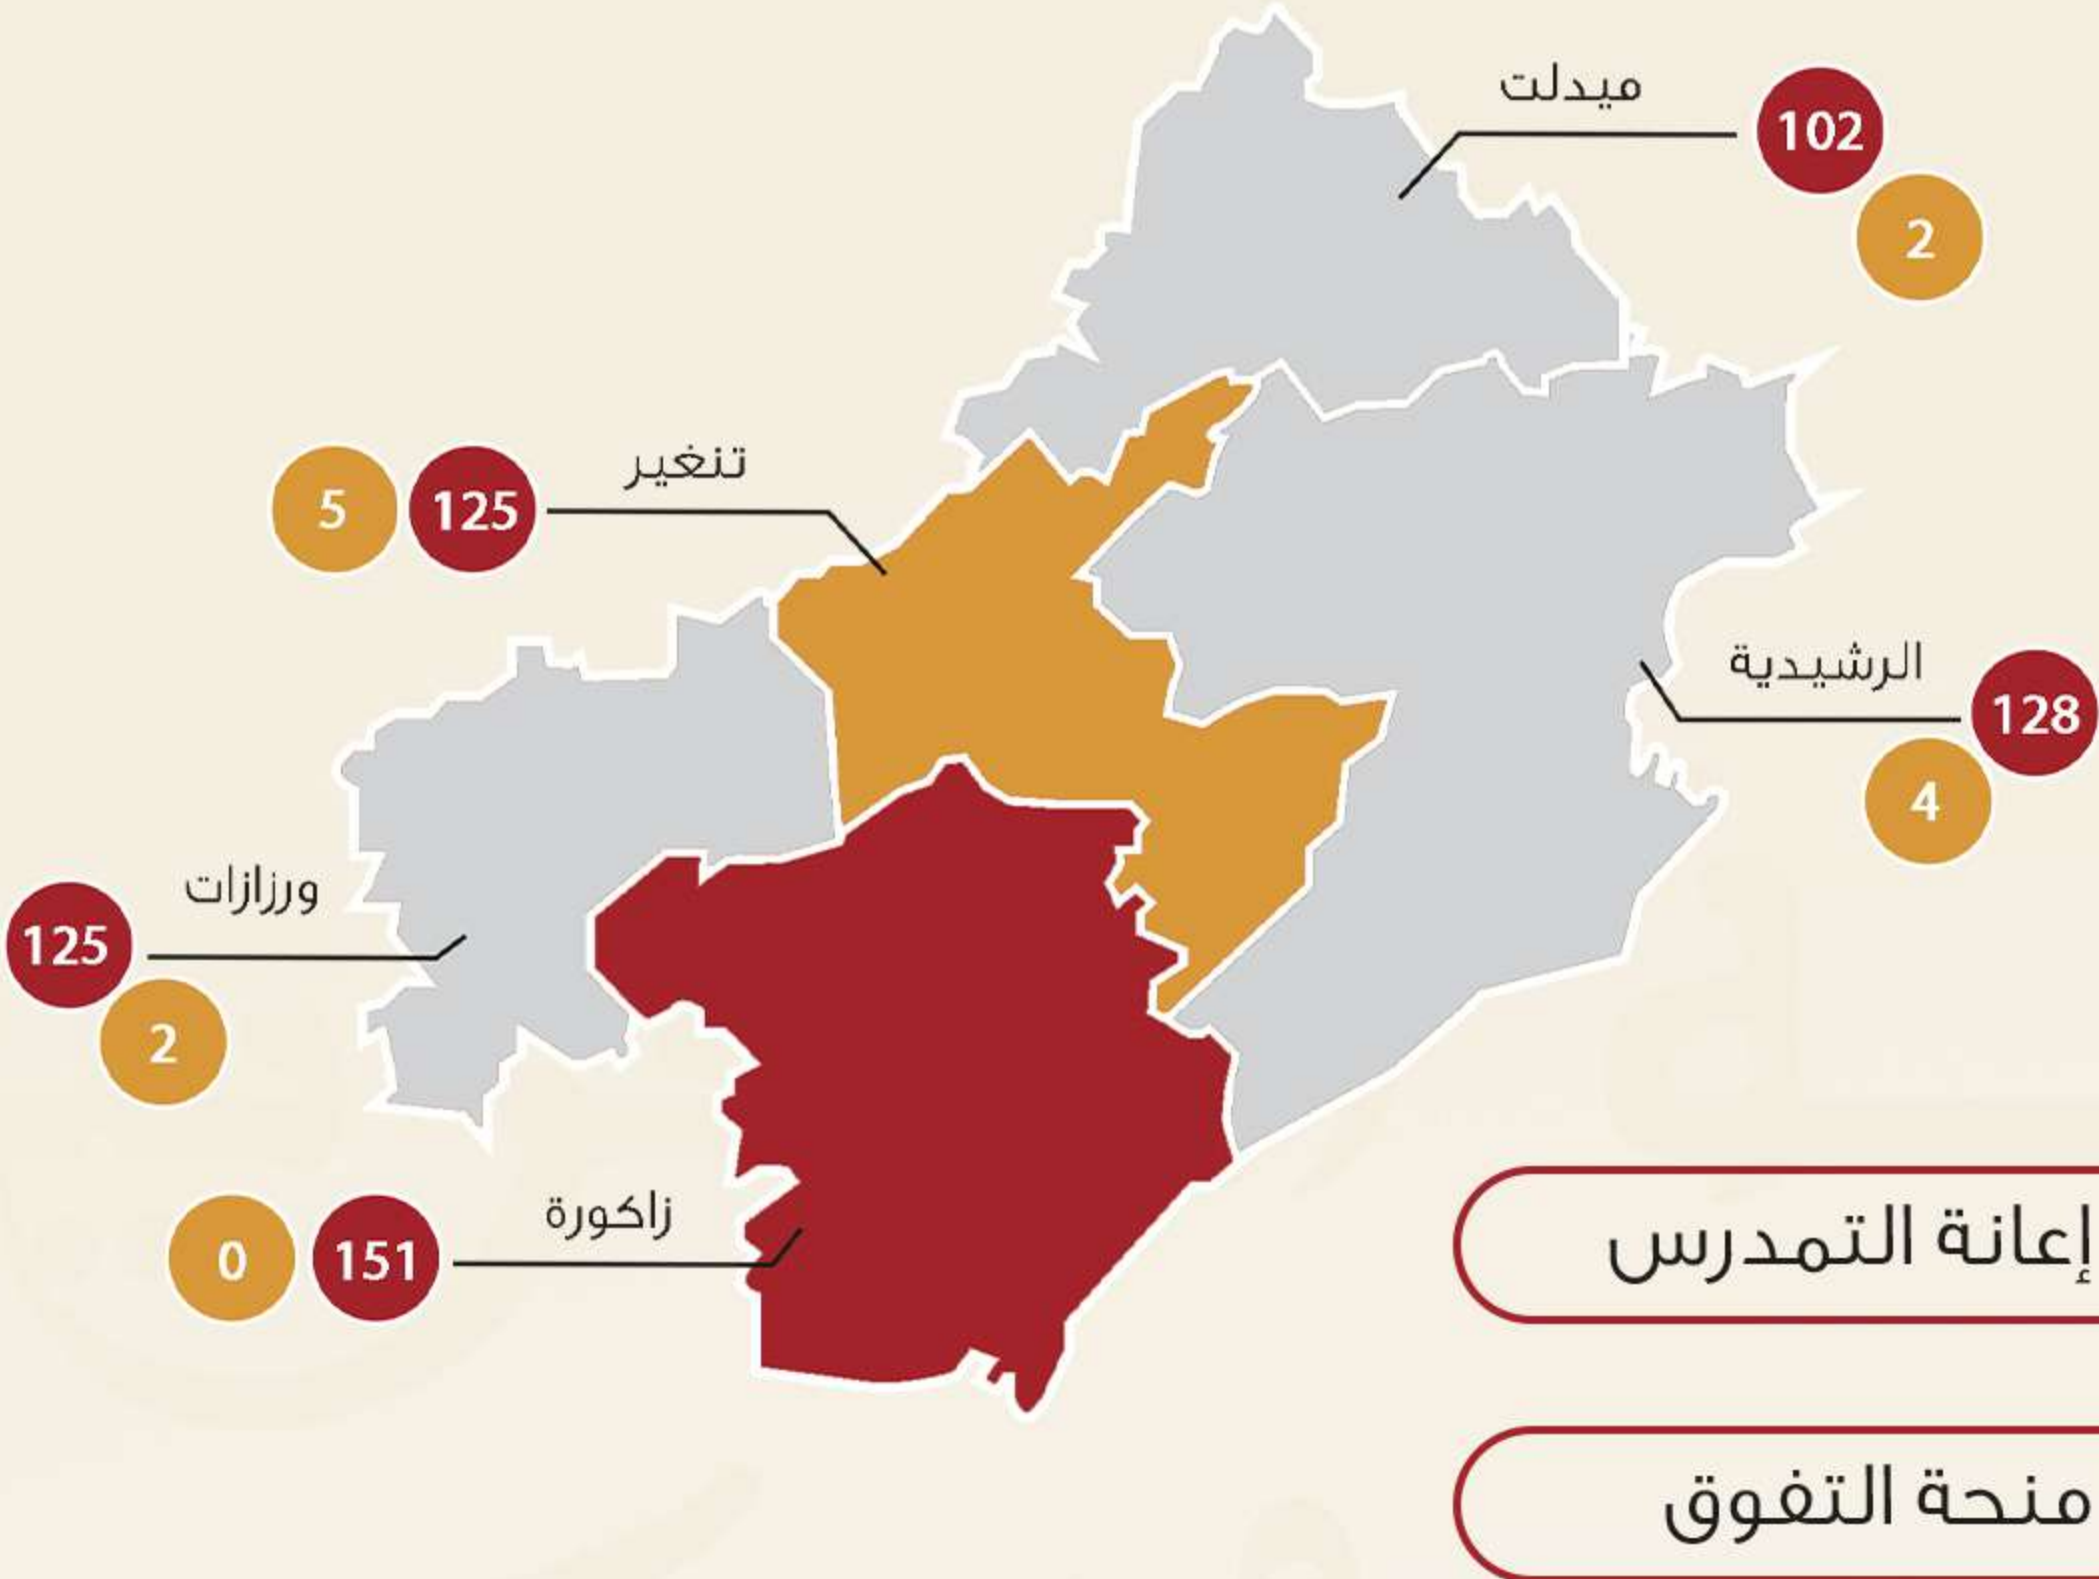 ميدلت
102
2
تنغير
125
5
الرشيدية
128
4
ورزازات
125
2
زاكورة
151
0
إعانة التمدرس
منحة التفوق